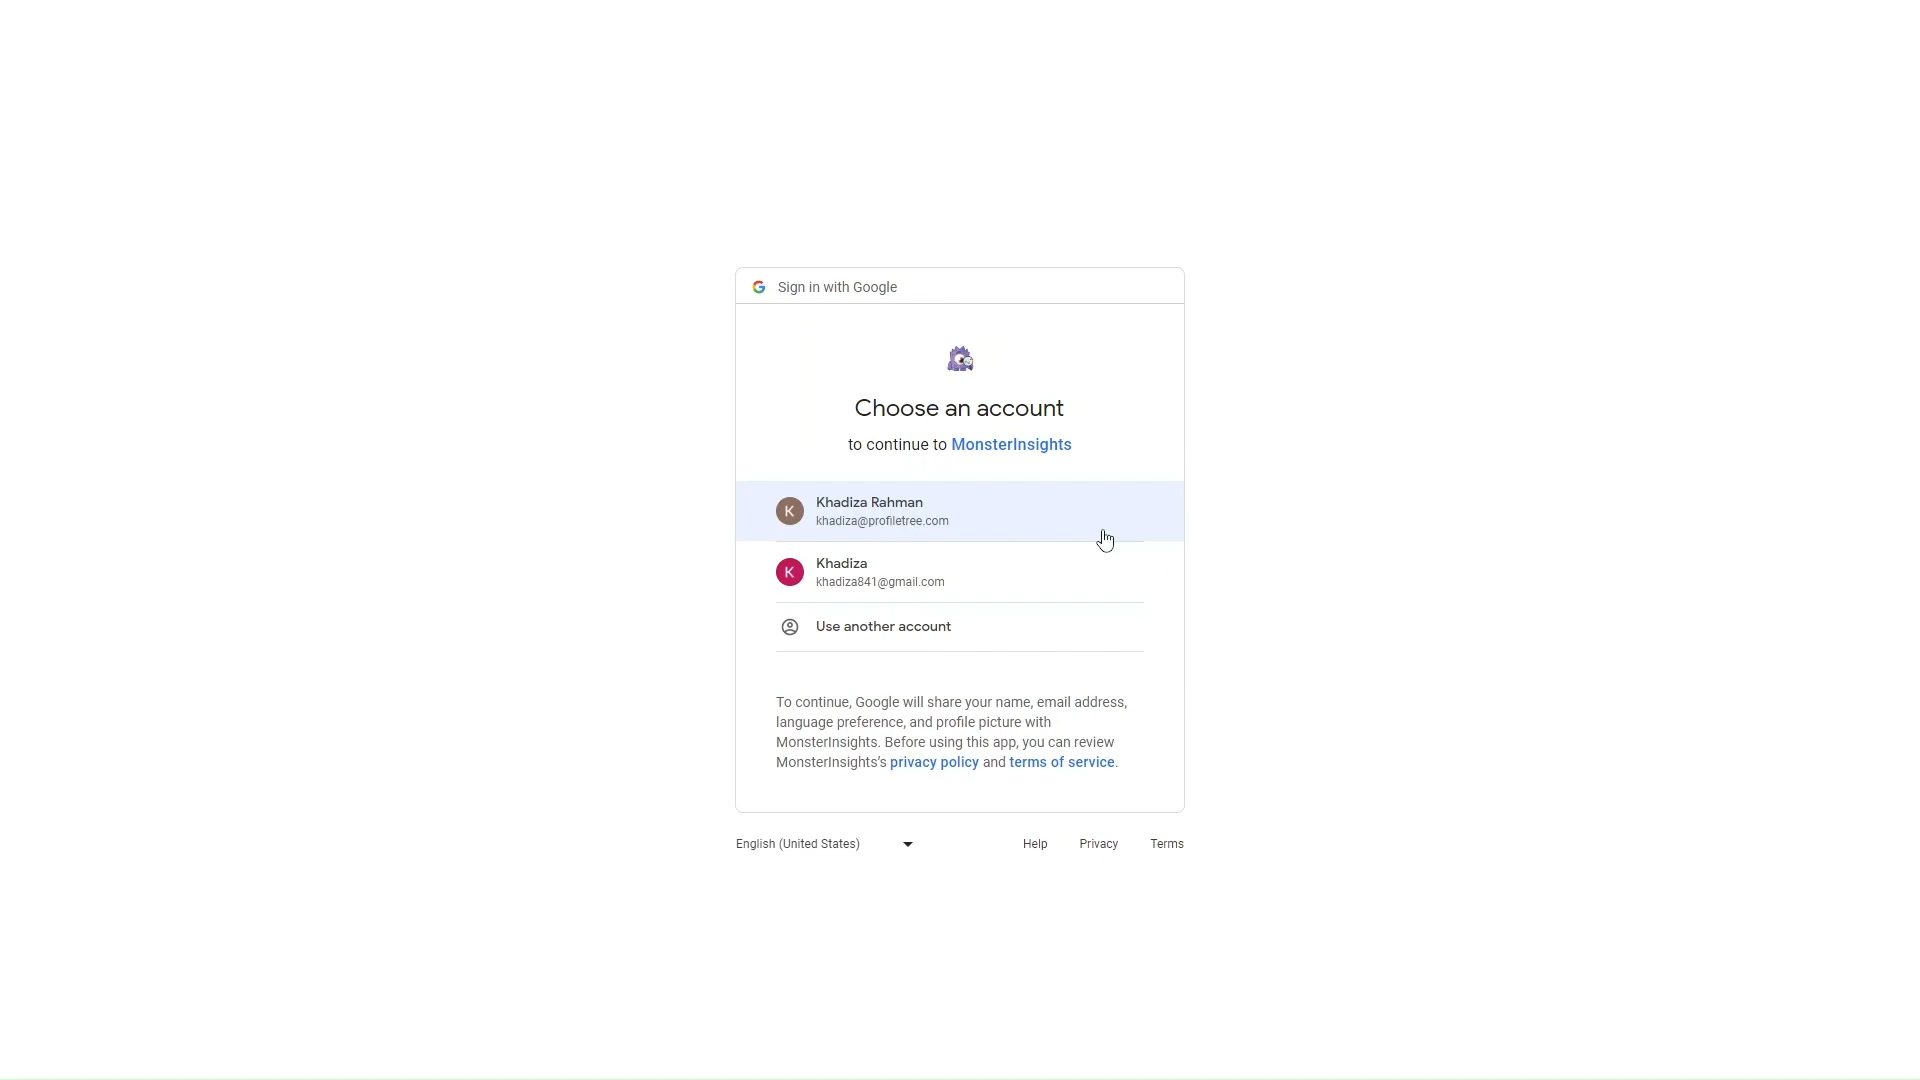 Sign in with Google
Choose an account
to continue to MonsterInsights
K
Khadiza Rahman
khadiza@profiletree.com
K
Khadiza
khadiza841@gmail.com
Use another account
To continue, Google will share your name, email address,
language preference, and profile picture with
MonsterInsights. Before using this app, you can review
MonsterInsights's privacy policy and terms of service.
English (United States)
Help Privacy Terms